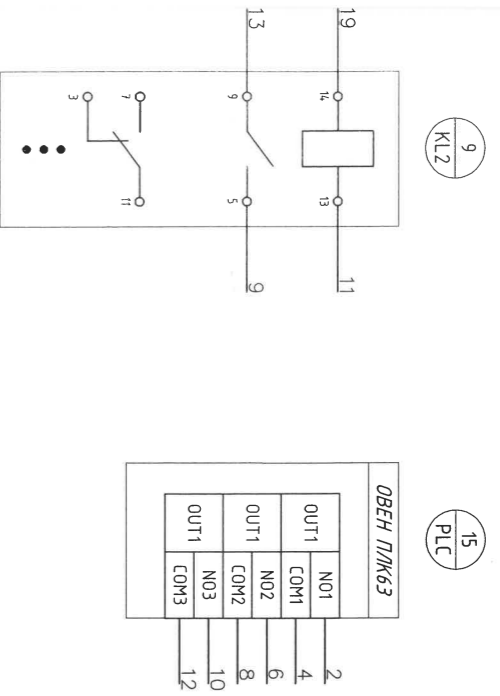 9
KL2
19
14
13
11
13
9
5
9
7
11
3
15
PLC
ОВЕН ПЛК63
OUT1
NO1
2
COM1
4
OUT1
NO2
6
COM2
8
OUT1
NO3
10
COM3
12